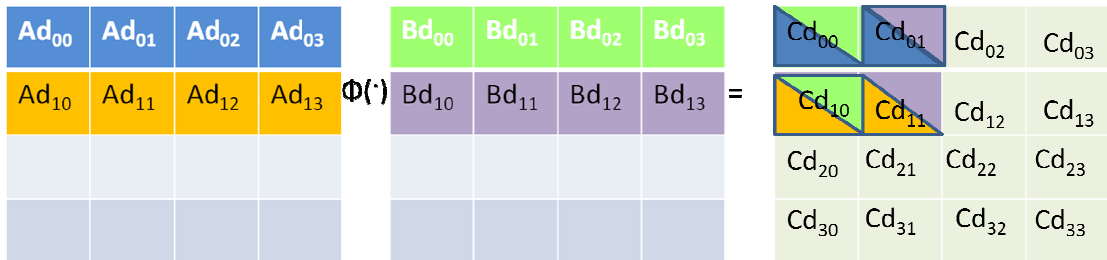 Ad₀₀ Ad₀₁ Ad₀₂ Ad₀₃ Bd₀₀ Bd₀₁ Bd₀₂ Bd₀₃ Cd₀₀ Cd₀₁ Cd₀₂ Cd₀₃
Ad₁₀ Ad₁₁ Ad₁₂ Ad₁₃ Φ(·) Bd₁₀ Bd₁₁ Bd₁₂ Bd₁₃ = Cd₁₀ Cd₁₁ Cd₁₂ Cd₁₃
Cd₂₀ Cd₂₁ Cd₂₂ Cd₂₃
Cd₃₀ Cd₃₁ Cd₃₂ Cd₃₃